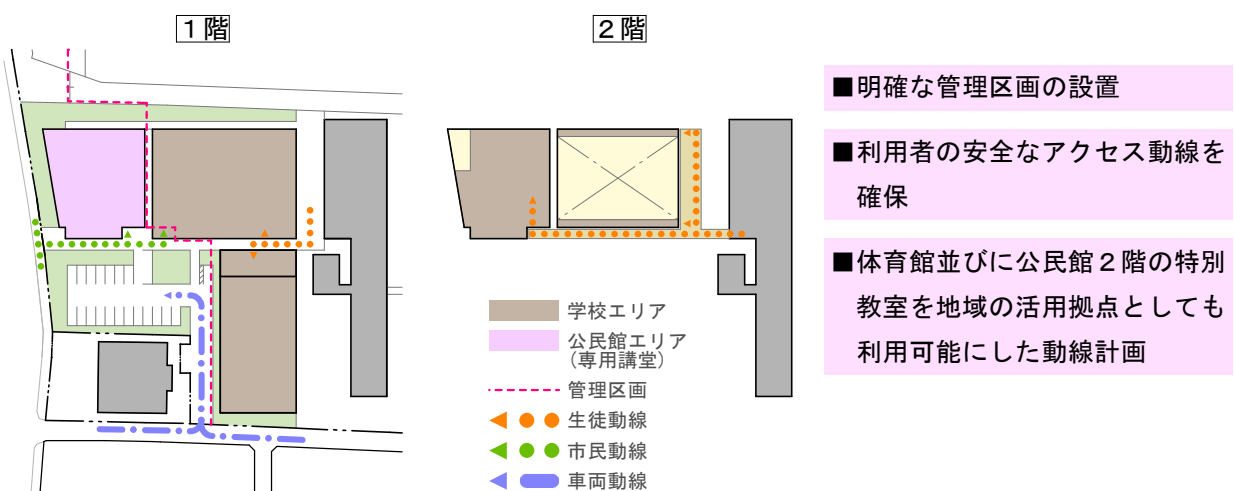 １階
２階
■明確な管理区画の設置
■利用者の安全なアクセス動線を
確保
■体育館並びに公民館２階の特別
教室を地域の活用拠点としても
利用可能にした動線計画
学校エリア
公民館エリア
(専用講堂)
管理区画
生徒動線
市民動線
車両動線